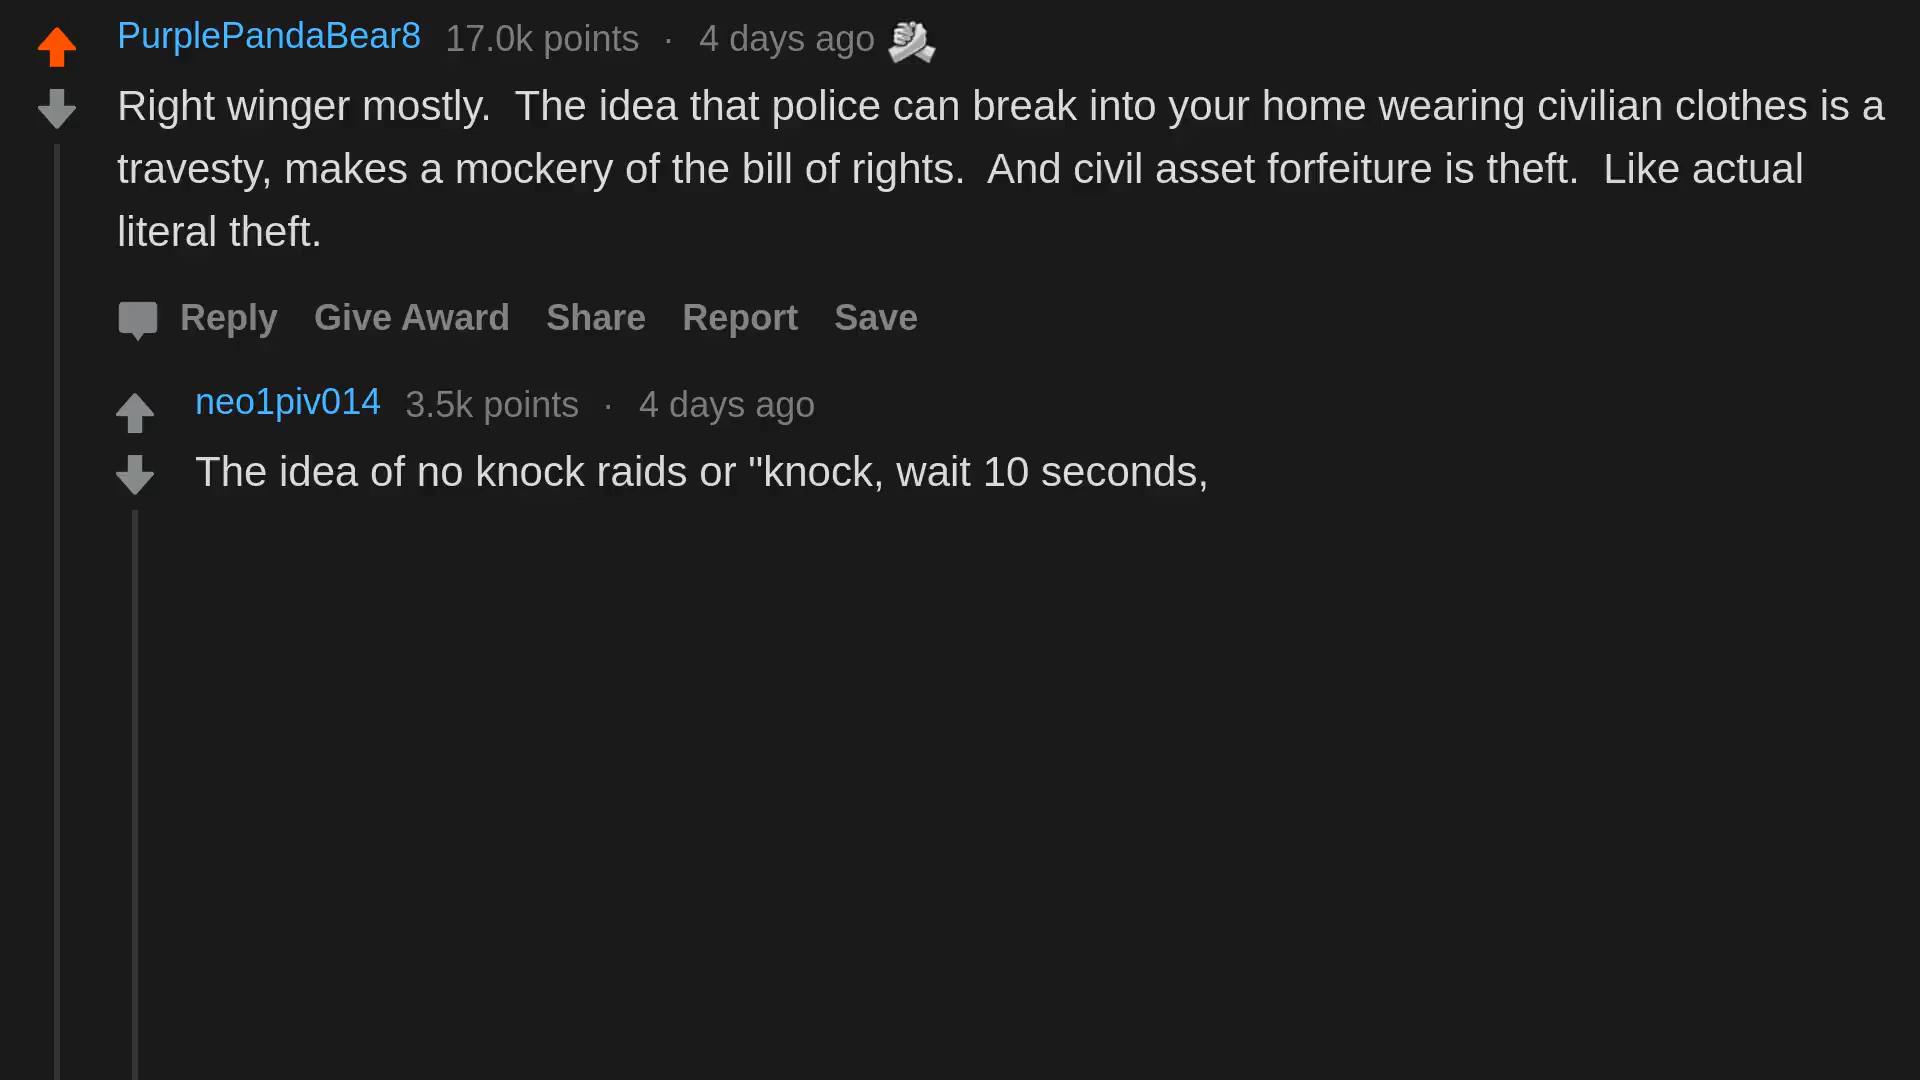 PurplePandaBear8 17.0k points · 4 days ago
Right winger mostly.  The idea that police can break into your home wearing civilian clothes is a
travesty, makes a mockery of the bill of rights.  And civil asset forfeiture is theft.  Like actual
literal theft.
Reply Give Award Share Report Save
neo1piv014 3.5k points · 4 days ago
The idea of no knock raids or "knock, wait 10 seconds,